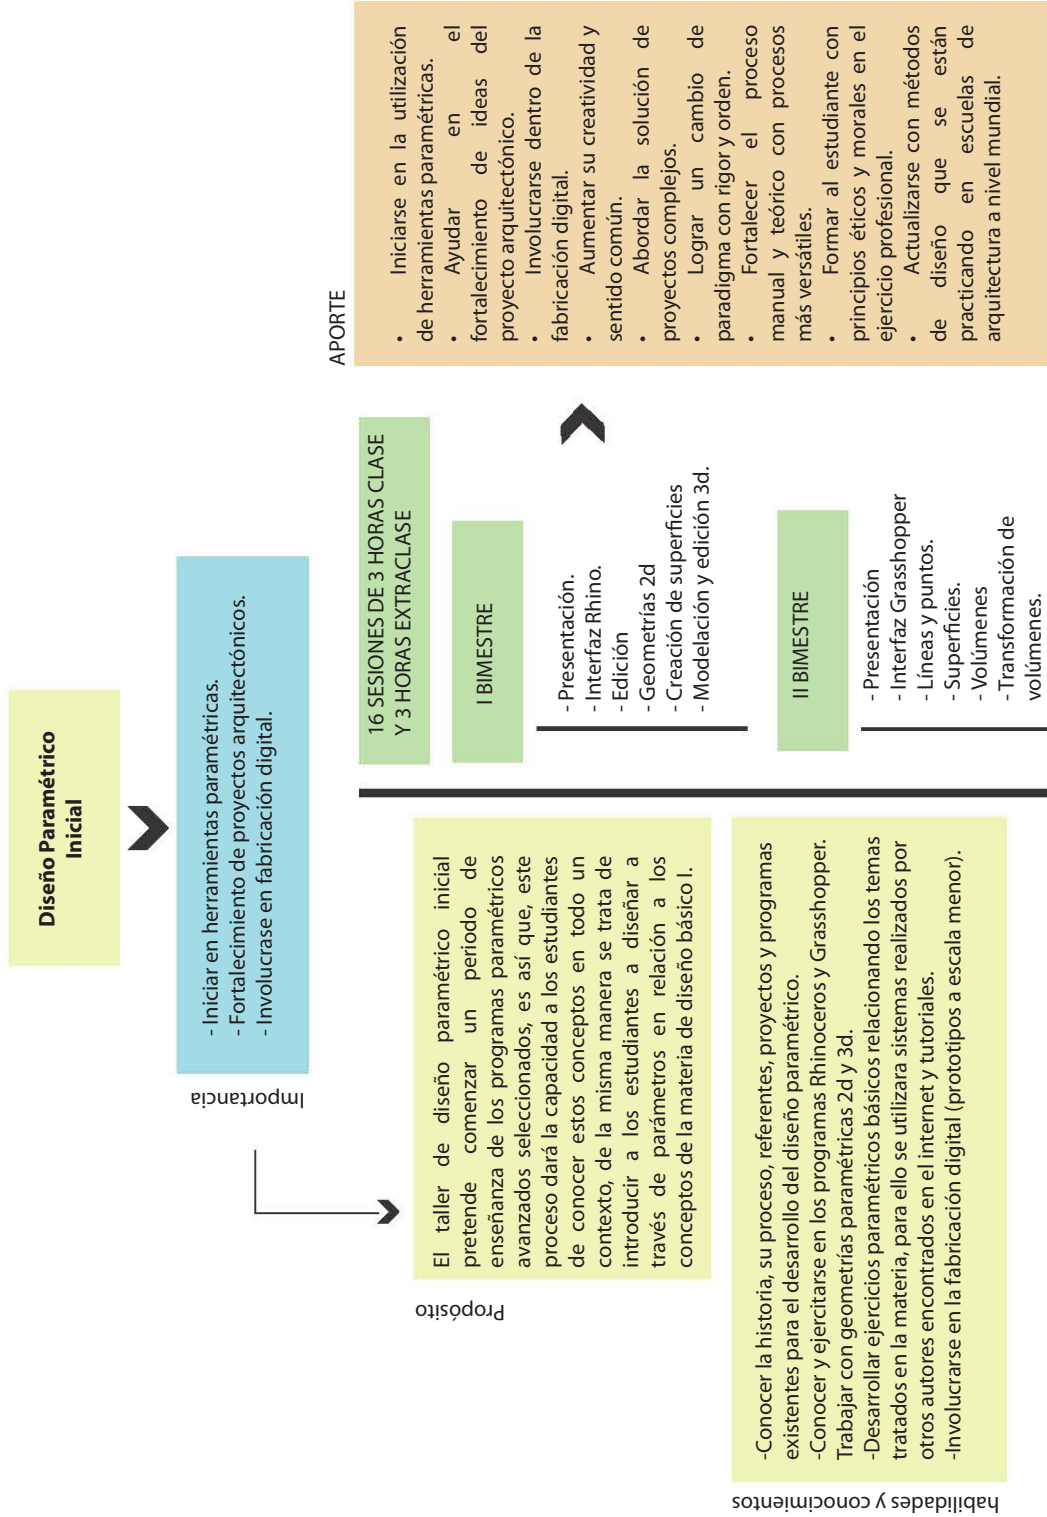 Diseño Paramétrico
Inicial
Importancia
- Iniciar en herramientas paramétricas.
- Fortalecimiento de proyectos arquitectónicos.
- Involucrase en fabricación digital.
Propósito
El taller de diseño paramétrico inicial
pretende comenzar un periodo de
enseñanza de los programas paramétricos
avanzados seleccionados, es así que, este
proceso dará la capacidad a los estudiantes
de conocer estos conceptos en todo un
contexto, de la misma manera se trata de
introducir a los estudiantes a diseñar a
través de parámetros en relación a los
conceptos de la materia de diseño básico I.
habilidades y conocimientos
-Conocer la historia, su proceso, referentes, proyectos y programas
existentes para el desarrollo del diseño paramétrico.
-Conocer y ejercitarse en los programas Rhinoceros y Grasshopper.
Trabajar con geometrías paramétricas 2d y 3d.
-Desarrollar ejercicios paramétricos básicos relacionando los temas
tratados en la materia, para ello se utilizara sistemas realizados por
otros autores encontrados en el internet y tutoriales.
-Involucrarse en la fabricación digital (prototipos a escala menor).
16 SESIONES DE 3 HORAS CLASE
Y 3 HORAS EXTRACLASE
I BIMESTRE
- Presentación.
- Interfaz Rhino.
- Edición
- Geometrías 2d
- Creación de superficies
- Modelación y edición 3d.
II BIMESTRE
- Presentación
- Interfaz Grasshopper
- Líneas y puntos.
- Superficies.
- Volúmenes
- Transformación de
volúmenes.
APORTE
• Iniciarse en la utilización
de herramientas paramétricas.
• Ayudar en el
fortalecimiento de ideas del
proyecto arquitectónico.
• Involucrarse dentro de la
fabricación digital.
• Aumentar su creatividad y
sentido común.
• Abordar la solución de
proyectos complejos.
• Lograr un cambio de
paradigma con rigor y orden.
• Fortalecer el proceso
manual y teórico con procesos
más versátiles.
• Formar al estudiante con
principios éticos y morales en el
ejercicio profesional.
• Actualizarse con métodos
de diseño que se están
practicando en escuelas de
arquitectura a nivel mundial.